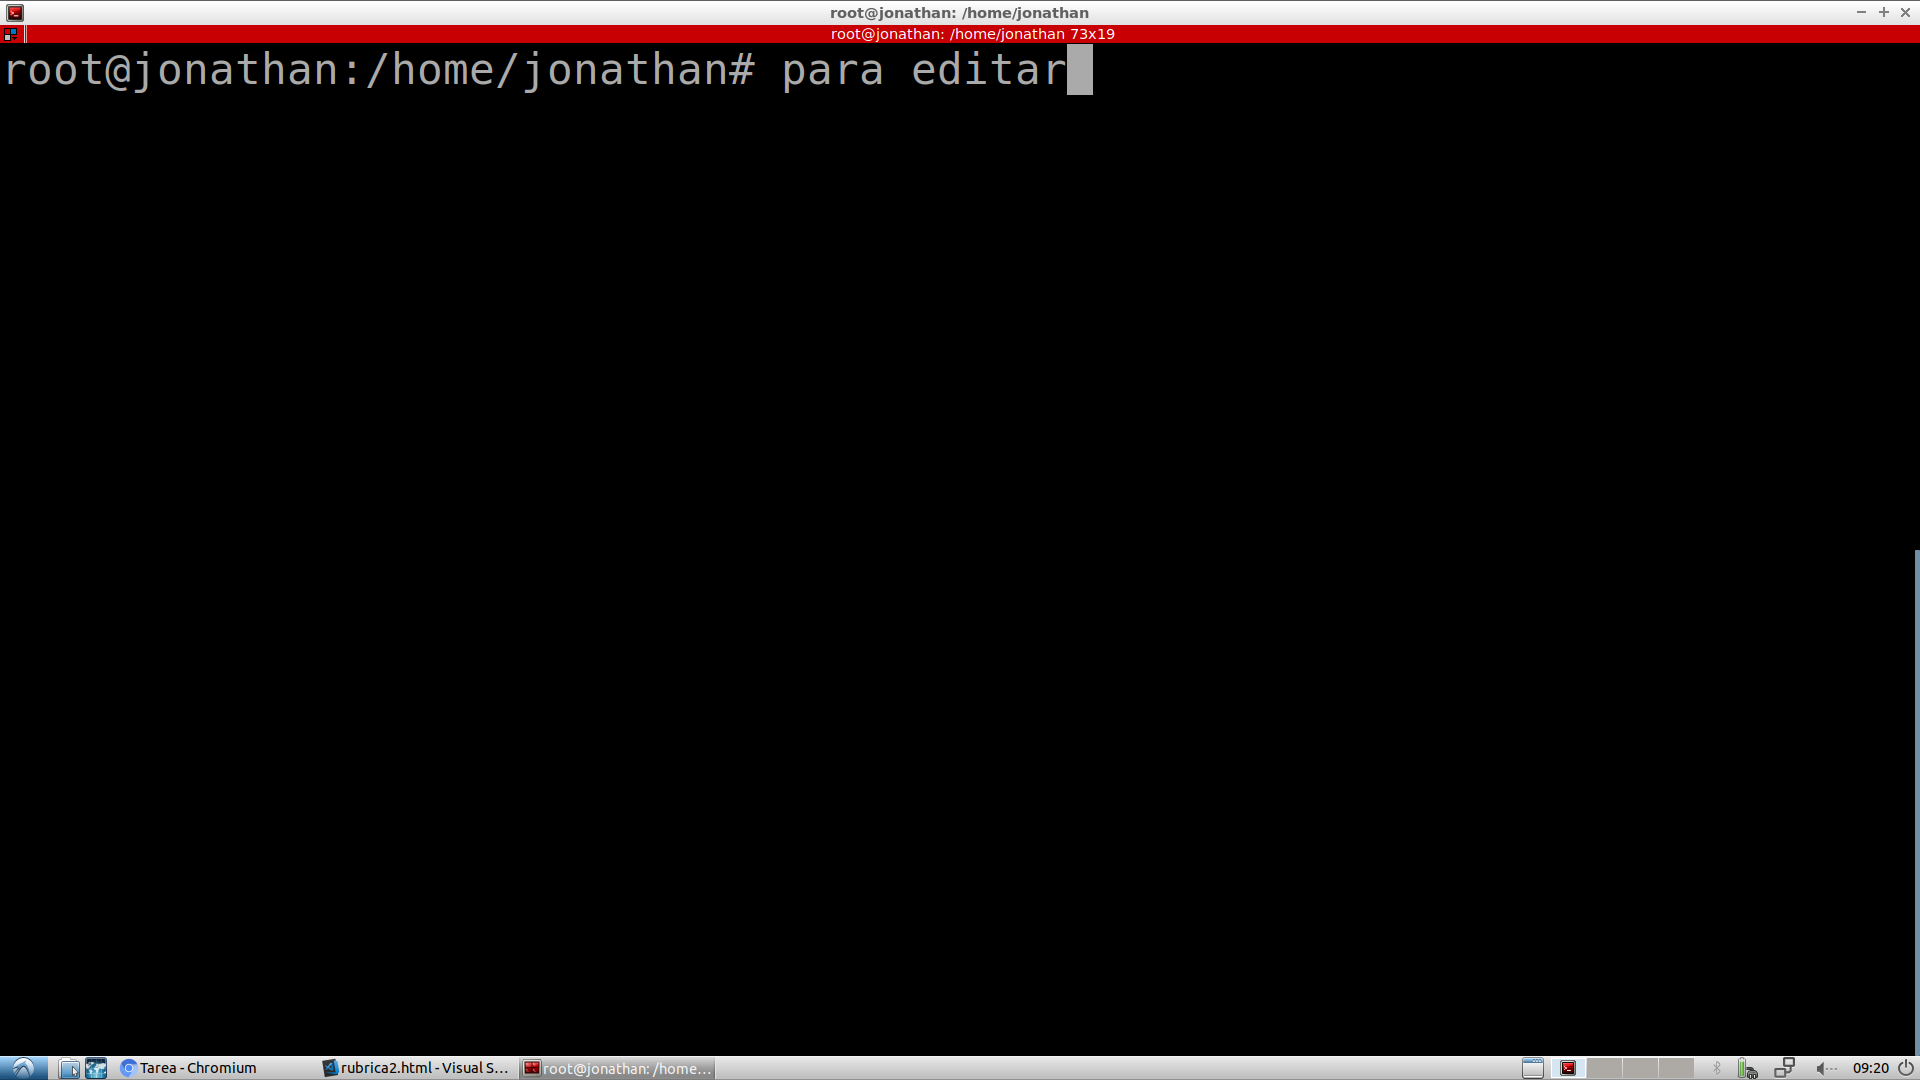 root@jonathan: /home/jonathan
root@jonathan: /home/jonathan 73x19
root@jonathan:/home/jonathan# para editar
Tarea - Chromium
rubrica2.html - Visual S...
root@jonathan: /home...
09:20